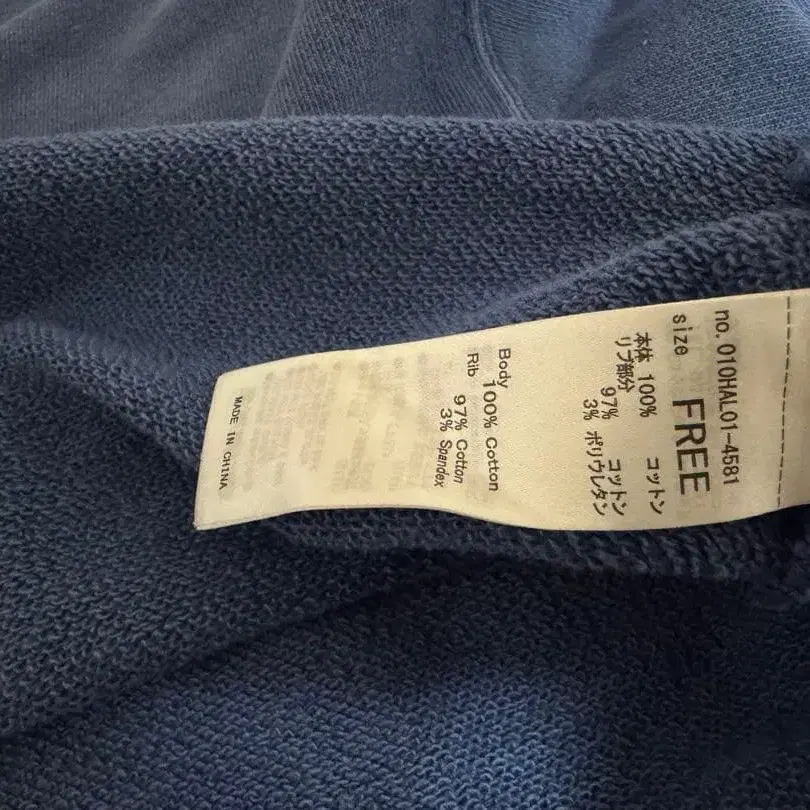 no. 010HAL01-4581
size FREE
本体 100% コットン
リブ部分
97% コットン
3% ポリウレタン
Body
100% Cotton
Rib
97% Cotton
3% Spandex
MADE IN CHINA